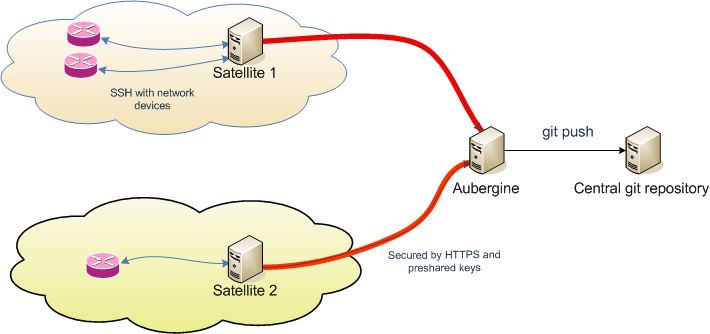 Satellite 1
SSH with network
devices
git push
Aubergine
Central git repository
Secured by HTTPS and
preshared keys
Satellite 2